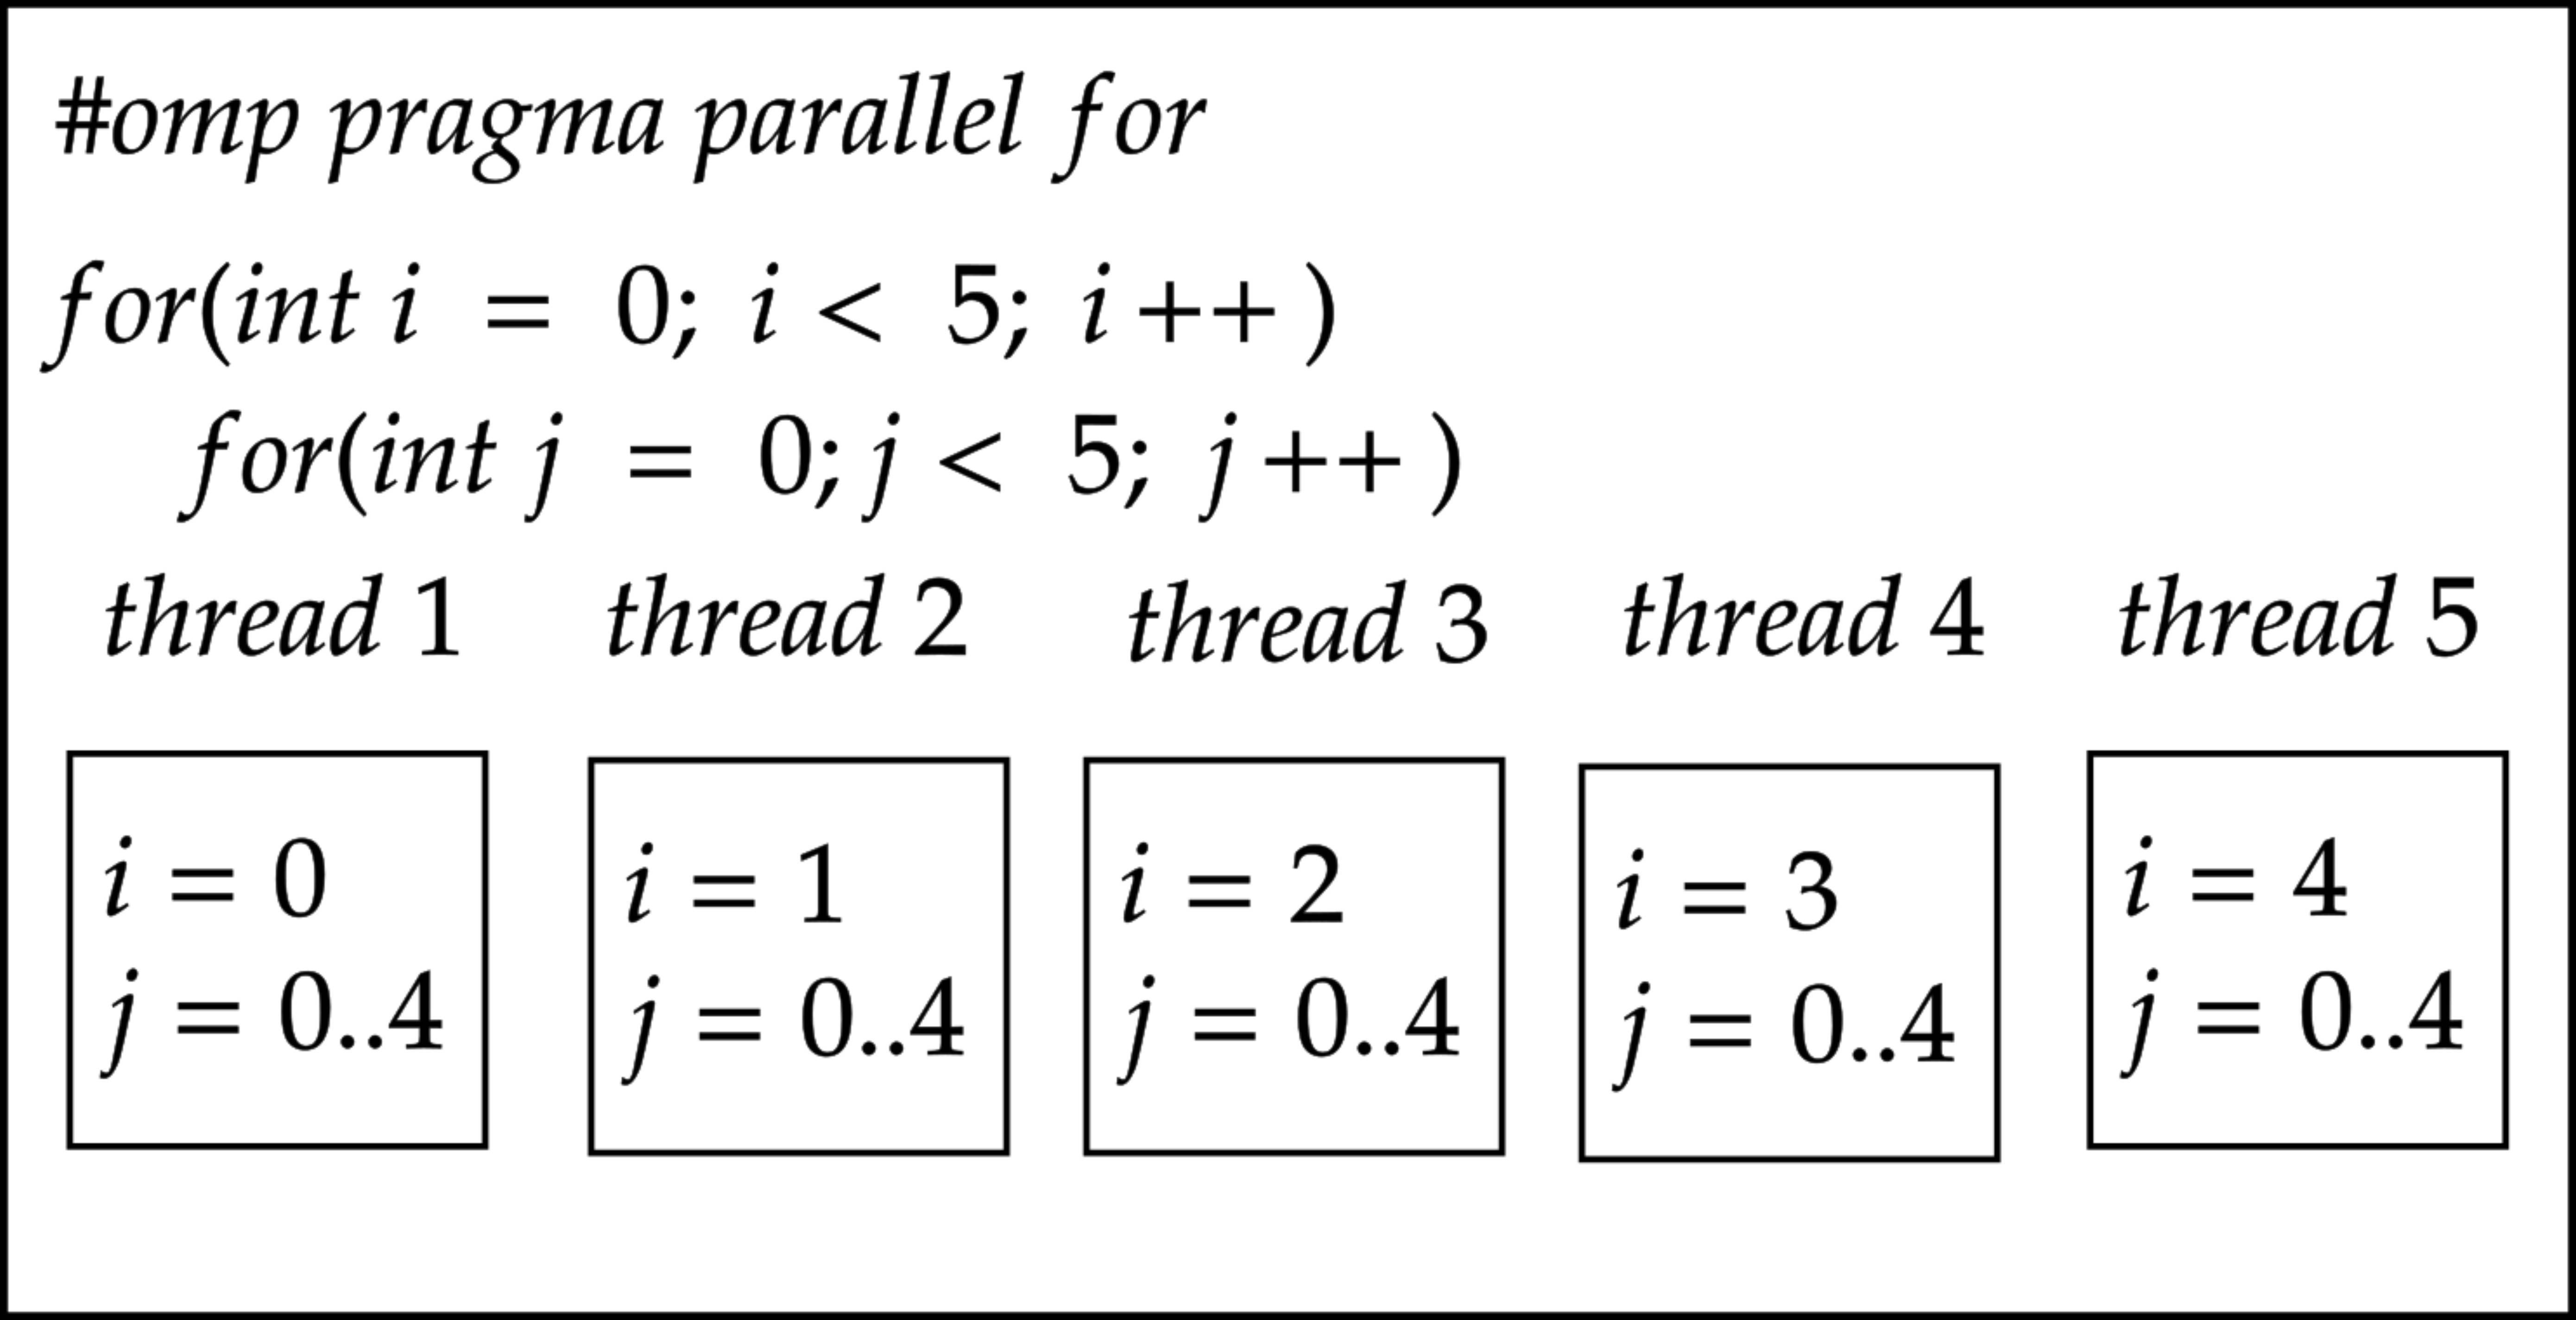 #omp pragma parallel for
for(int i = 0; i < 5; i ++ )
for(int j = 0; j < 5; j ++ )
thread 1 thread 2 thread 3 thread 4 thread 5
i = 0 i = 1 i = 2 i = 3 i = 4
j = 0..4 j = 0..4 j = 0..4 j = 0..4 j = 0..4